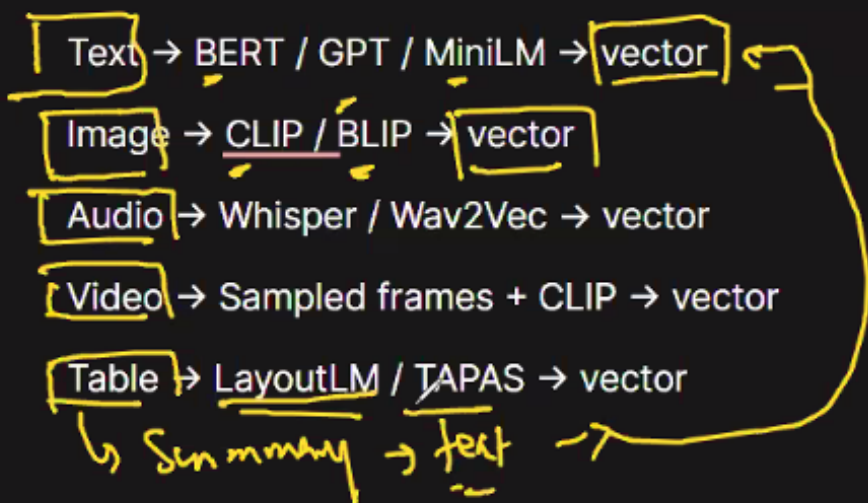 Text → BERT / GPT / MiniLM → vector
Image → CLIP / BLIP → vector
Audio → Whisper / Wav2Vec → vector
Video → Sampled frames + CLIP → vector
Table → LayoutLM / TAPAS → vector
↳ Summary → text →